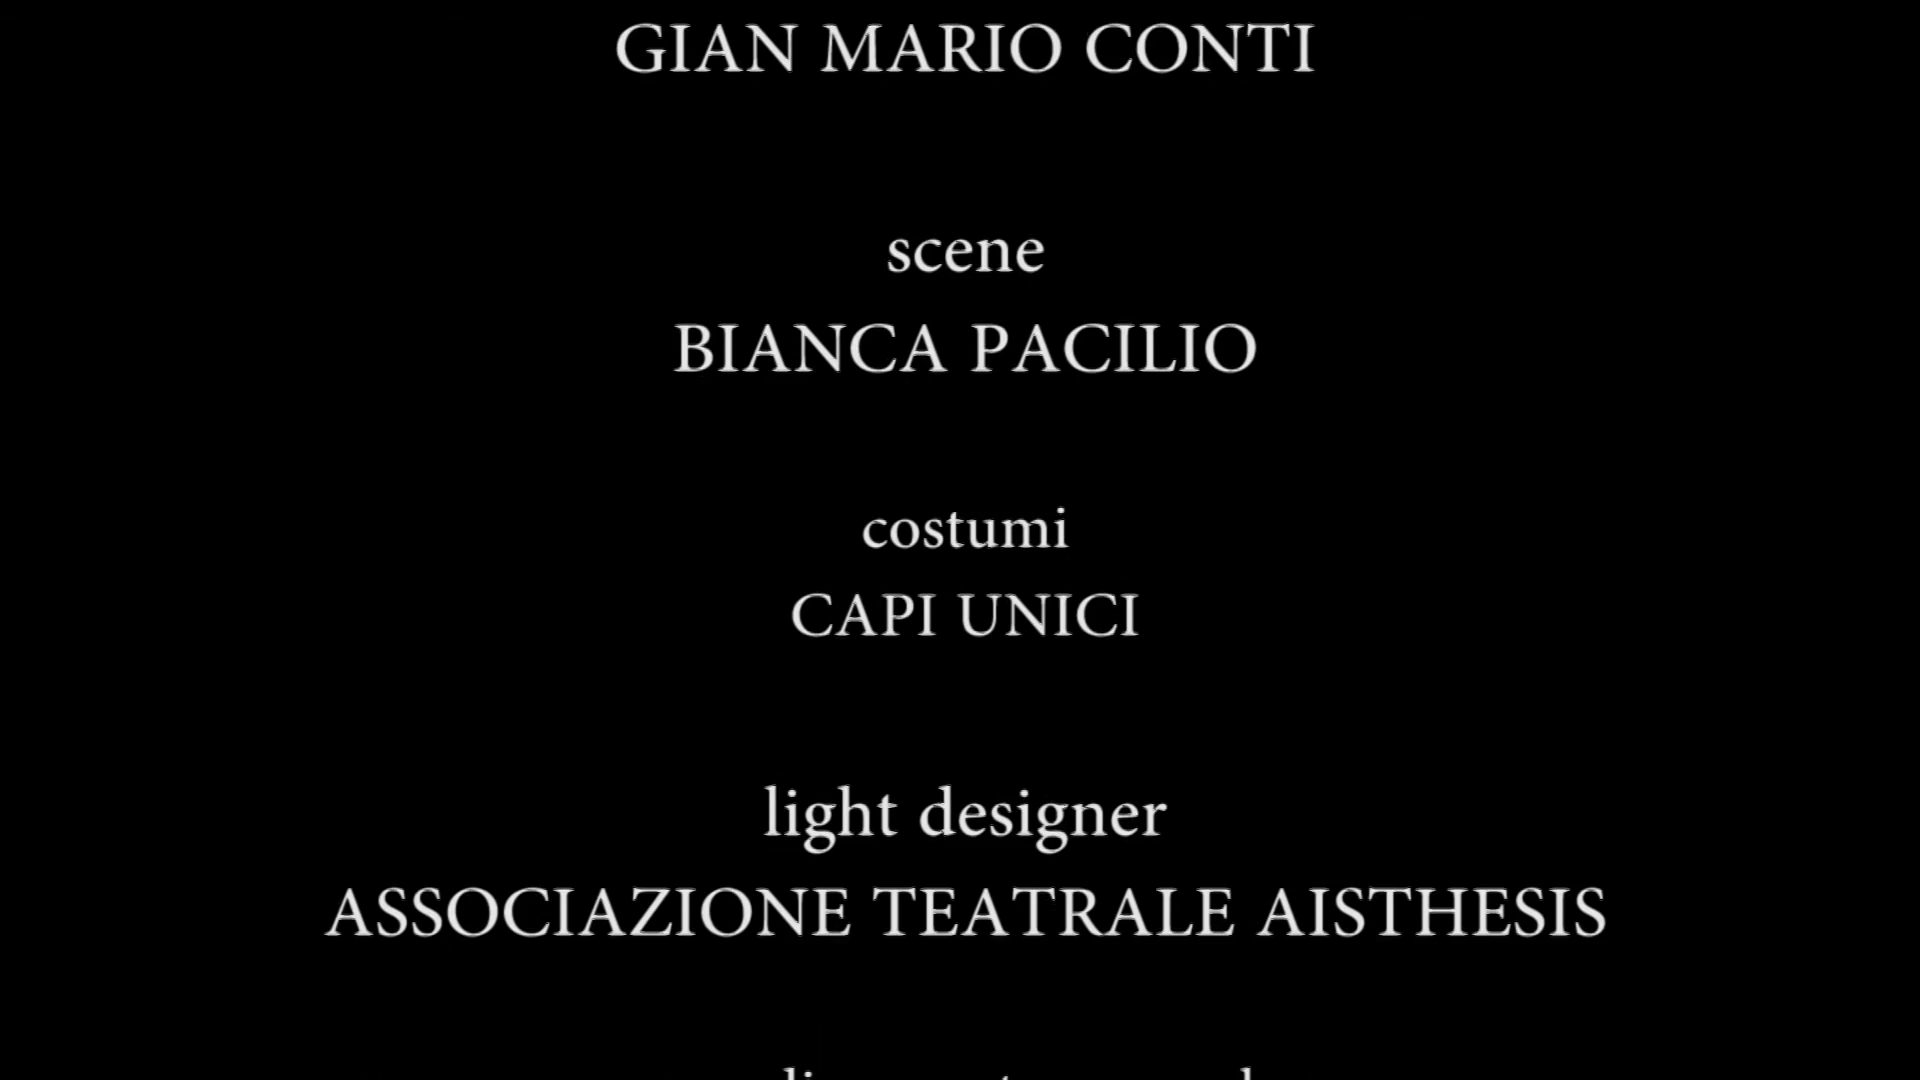 GIAN MARIO CONTI
scene
BIANCA PACILIO
costumi
CAPI UNICI
light designer
ASSOCIAZIONE TEATRALE AISTHESIS